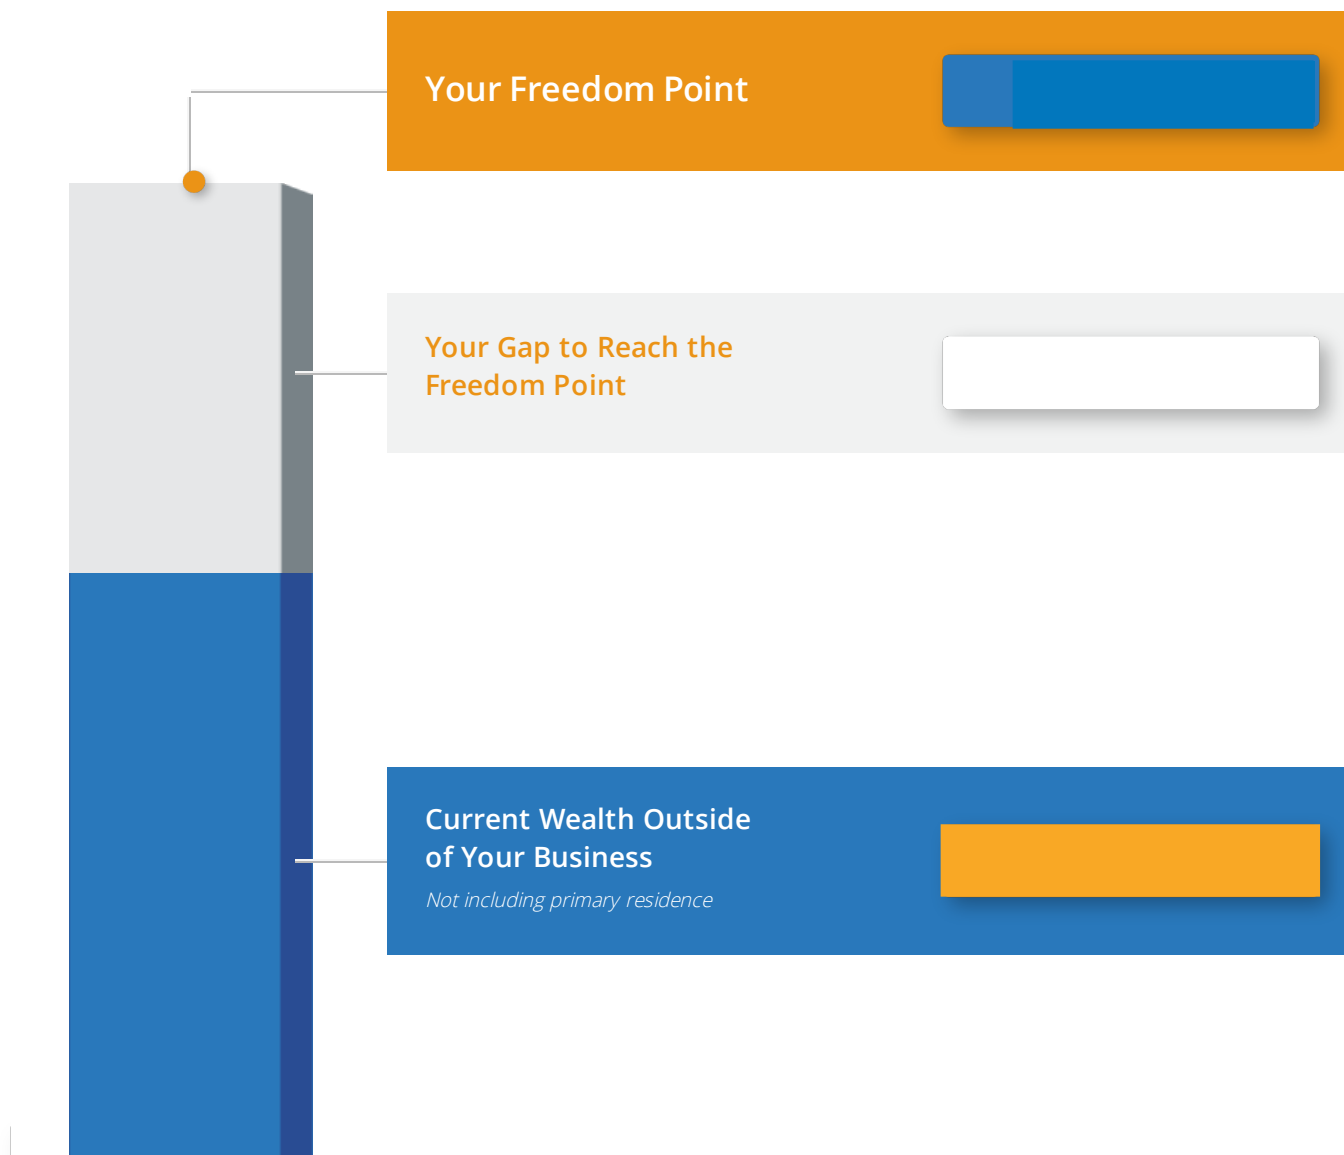 Your Freedom Point
Your Gap to Reach the
Freedom Point
Current Wealth Outside
of Your Business
Not including primary residence